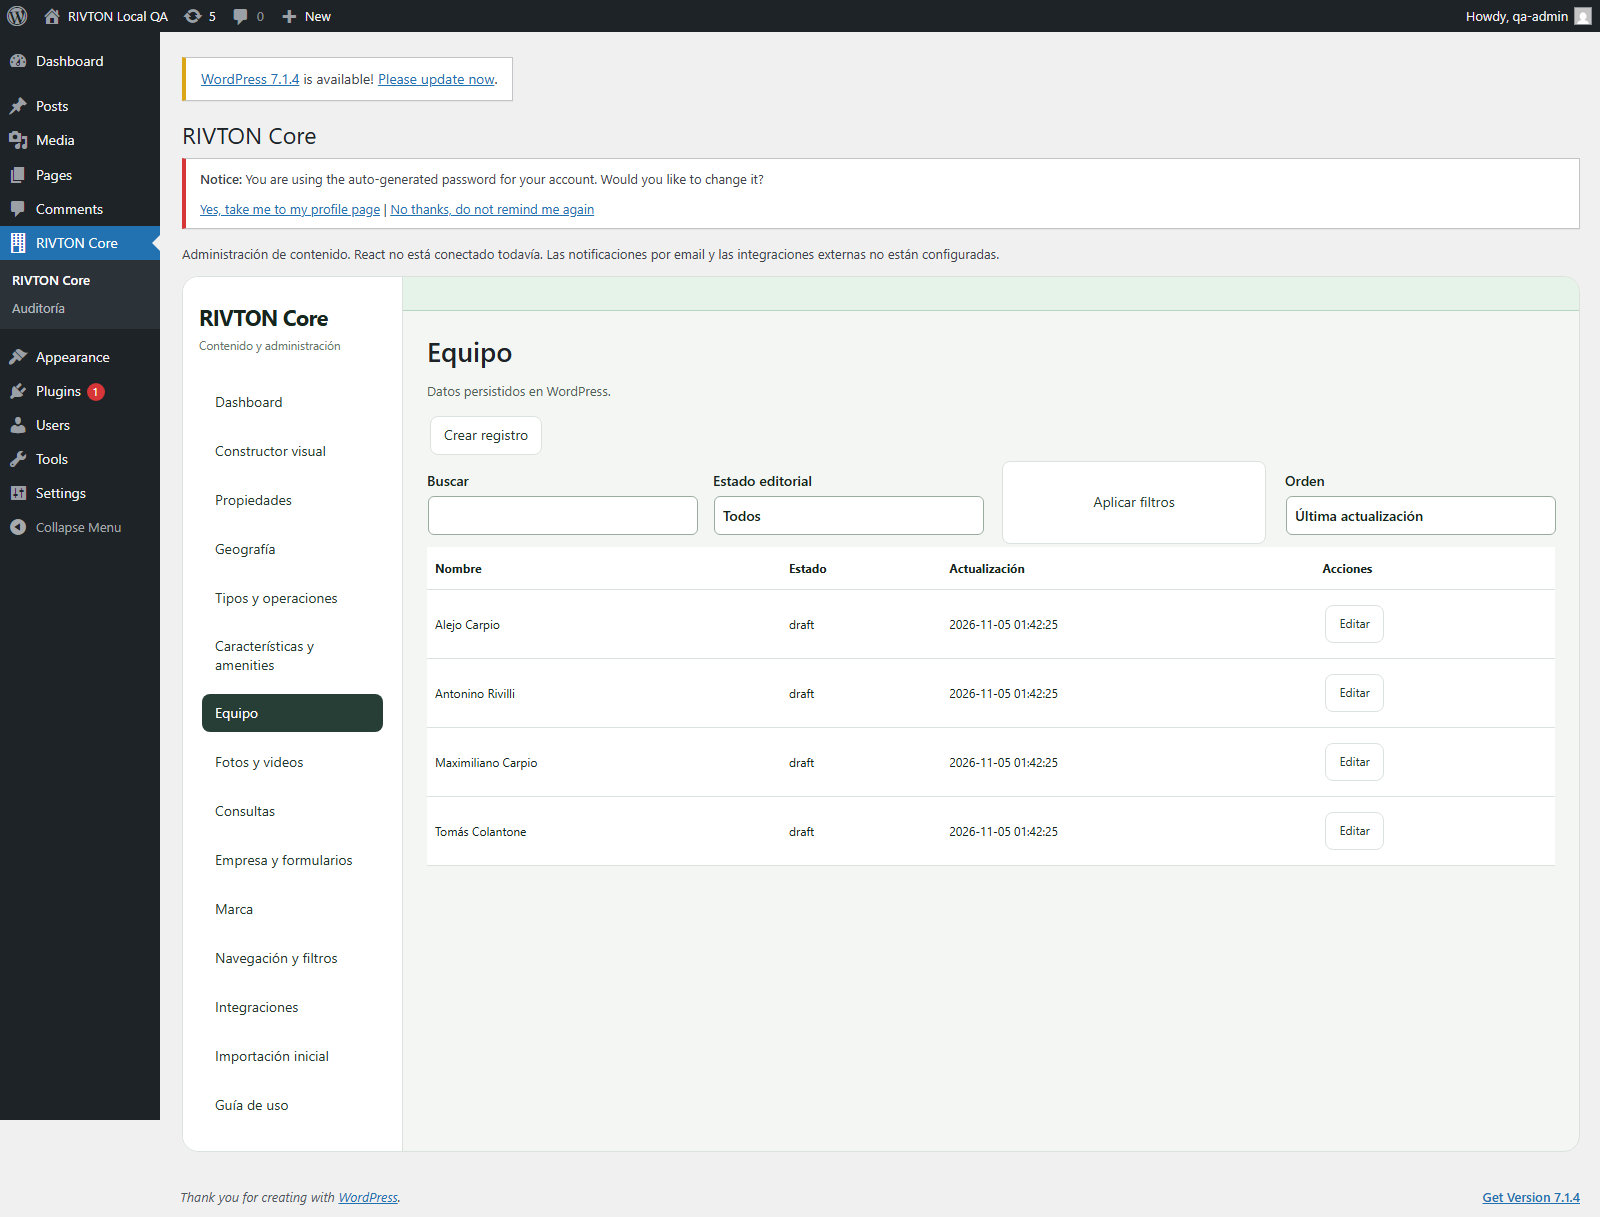 RIVTON Local QA
5
0
New
Howdy, qa-admin
Dashboard
Posts
Media
Pages
Comments
RIVTON Core
RIVTON Core
Auditoría
Appearance
Plugins 1
Users
Tools
Settings
Collapse Menu
WordPress 7.1.4 is available! Please update now.
RIVTON Core
Notice: You are using the auto-generated password for your account. Would you like to change it?
Yes, take me to my profile page | No thanks, do not remind me again
Administración de contenido. React no está conectado todavía. Las notificaciones por email y las integraciones externas no están configuradas.
RIVTON Core
Contenido y administración
Dashboard
Constructor visual
Propiedades
Geografía
Tipos y operaciones
Características y
amenities
Equipo
Fotos y videos
Consultas
Empresa y formularios
Marca
Navegación y filtros
Integraciones
Importación inicial
Guía de uso
Equipo
Datos persistidos en WordPress.
Crear registro
Buscar
Estado editorial
Todos
Aplicar filtros
Orden
Última actualización
Nombre Estado Actualización Acciones
Alejo Carpio draft 2026-11-05 01:42:25 Editar
Antonino Rivilli draft 2026-11-05 01:42:25 Editar
Maximiliano Carpio draft 2026-11-05 01:42:25 Editar
Tomás Colantone draft 2026-11-05 01:42:25 Editar
Thank you for creating with WordPress.
Get Version 7.1.4